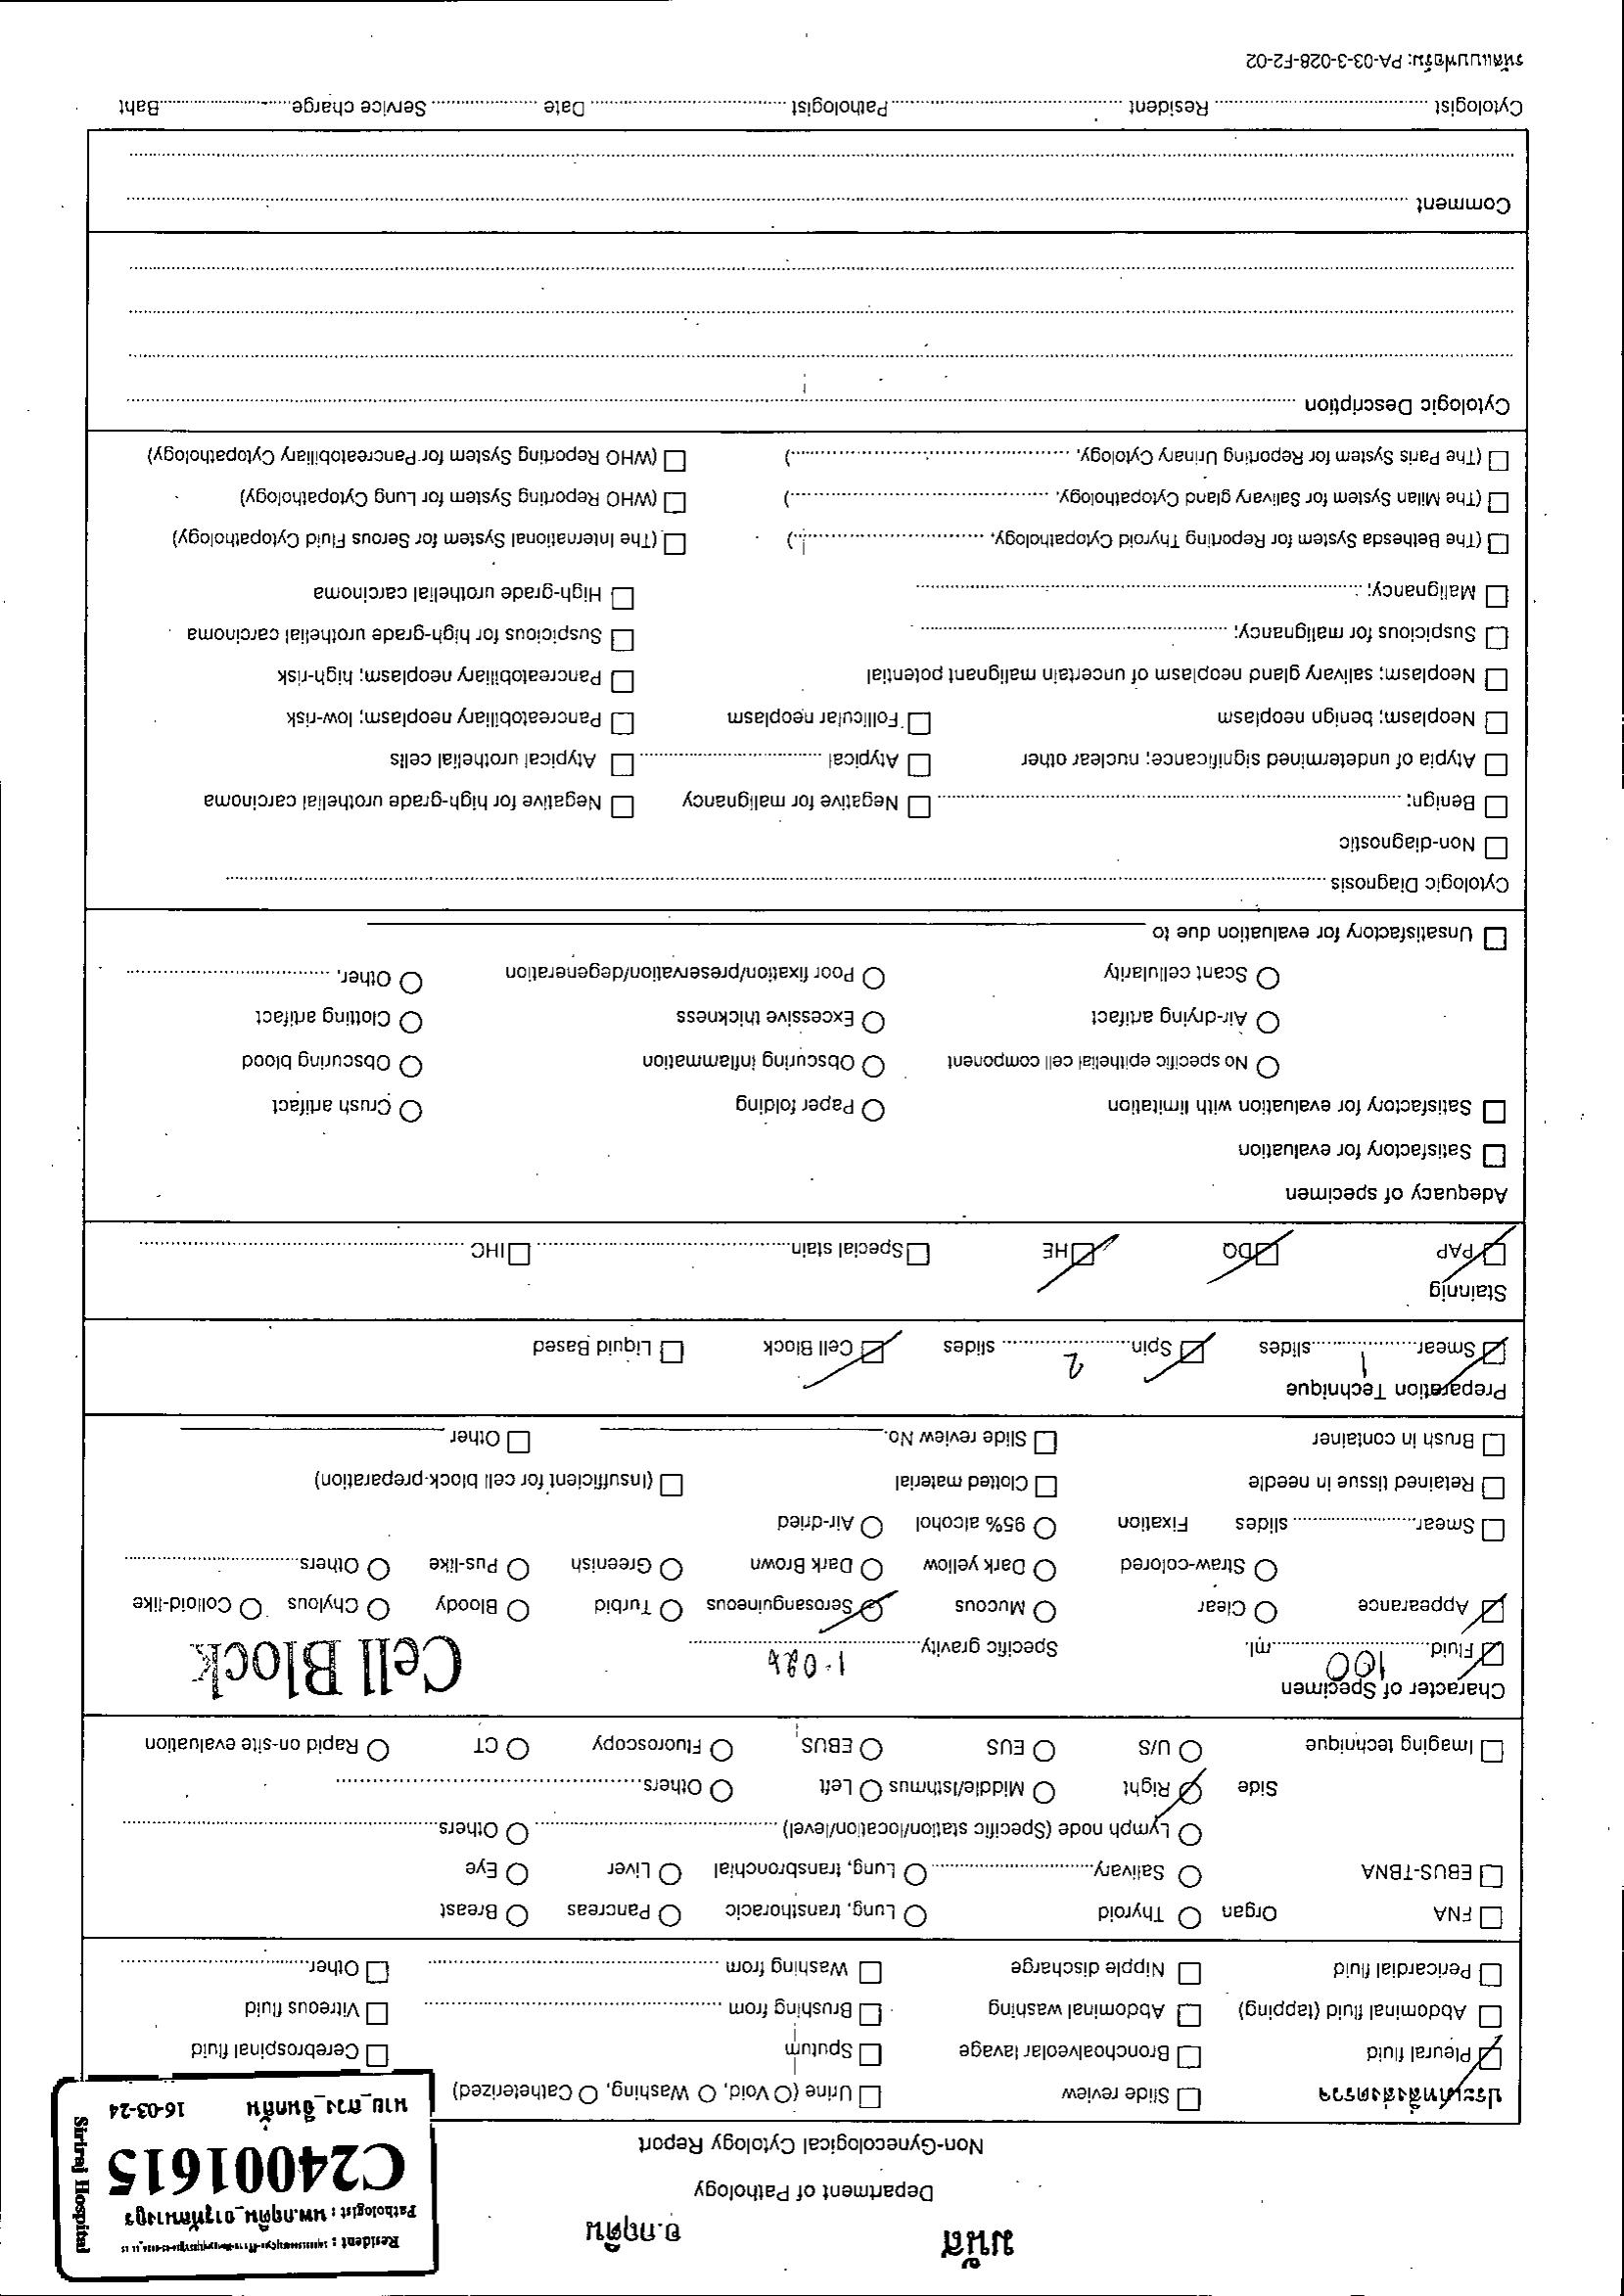 มนัส
อ.กฤติน
Department of Pathology
Non-Gynecological Cytology Report
Resident :
Pathologist : นพ.กฤติน_อารุรัตนางกูร
C24001615
นาย_ถวง_อินกกัน 16-03-24
Siriraj Hospital
ประเภทสิ่งส่งตรวจ
☐ Slide review ☐ Urine (○ Void, ○ Washing, ○ Catheterized)
☑ Pleural fluid ☐ Bronchoalveolar lavage ☐ Sputum ☐ Cerebrospinal fluid
☐ Abdominal fluid (tapping) ☐ Abdominal washing ☐ Brushing from ☐ Vitreous fluid
☐ Pericardial fluid ☐ Nipple discharge ☐ Washing from ☐ Other
☐ FNA Organ ○ Thyroid ○ Lung, transthoracic ○ Pancreas ○ Breast
☐ EBUS-TBNA ○ Salivary ○ Lung, transbronchial ○ Liver ○ Eye
○ Lymph node (Specific station/location/level) ○ Others
Side ☑ Right ○ Middle/Isthmus ○ Left ○ Others
☐ Imaging technique ○ U/S ○ EUS ○ EBUS ○ Fluoroscopy ○ CT ○ Rapid on-site evaluation
Character of Specimen
☑ Fluid 100 ml. Specific gravity 1.024
Cell Block
☑ Appearance ○ Clear ○ Mucous ☑ Serosanguineous ○ Turbid ○ Bloody ○ Chylous ○ Colloid-like
○ Straw-colored ○ Dark yellow ○ Dark Brown ○ Greenish ○ Pus-like ○ Others
☐ Smear slides Fixation ○ 95% alcohol ○ Air-dried
☐ Retained tissue in needle ☐ Clotted material ☐ (Insufficient for cell block preparation)
☐ Brush in container ☐ Slide review No. ☐ Other
Preparation Technique
☑ Smear 1 slides ☑ Spin 2 slides ☑ Cell Block ☐ Liquid Based
Stainnig
☑ PAP ☑ DQ ☑ HE ☐ Special stain ☐ IHC
Adequacy of specimen
☐ Satisfactory for evaluation
☐ Satisfactory for evaluation with limitation ○ Paper folding ○ Crush artifact
○ No specific epithelial cell component ○ Obscuring inflammation ○ Obscuring blood
○ Air-drying artifact ○ Excessive thickness ○ Clotting artifact
○ Scant cellularity ○ Poor fixation/preservation/degeneration ○ Other,
☐ Unsatisfactory for evaluation due to
Cytologic Diagnosis
☐ Non-diagnostic
☐ Benign; ☐ Negative for malignancy ☐ Negative for high-grade urothelial carcinoma
☐ Atypia of undetermined significance; nuclear other ☐ Atypical ☐ Atypical urothelial cells
☐ Neoplasm; benign neoplasm ☐ Follicular neoplasm ☐ Pancreatobiliary neoplasm; low-risk
☐ Neoplasm; salivary gland neoplasm of uncertain malignant potential ☐ Pancreatobiliary neoplasm; high-risk
☐ Suspicious for malignancy; ☐ Suspicious for high-grade urothelial carcinoma
☐ Malignancy; ☐ High-grade urothelial carcinoma
☐ (The Bethesda System for Reporting Thyroid Cytopathology, ) ☐ (The International System for Serous Fluid Cytopathology)
☐ (The Milan System for Salivary gland Cytopathology, ) ☐ (WHO Reporting System for Lung Cytopathology)
☐ (The Paris System for Reporting Urinary Cytology, ) ☐ (WHO Reporting System for Pancreatobiliary Cytopathology)
Cytologic Description
Comment
Cytologist Resident Pathologist Date Service charge Baht
รหัสแบบฟอร์ม: PA-03-3-028-F2-02